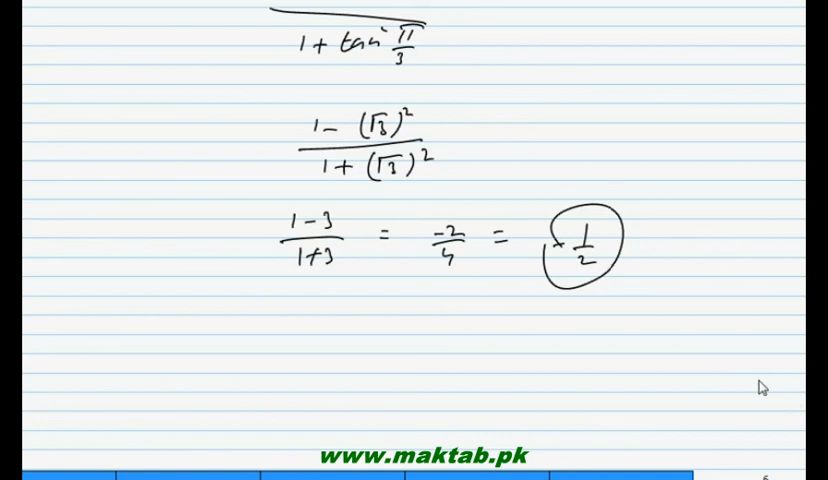 1 + tan² π/3
1 - (√3)²
1 + (√3)²
1 - 3 / 1 + 3 = -2 / 4 = - 1 / 2
www.maktab.pk